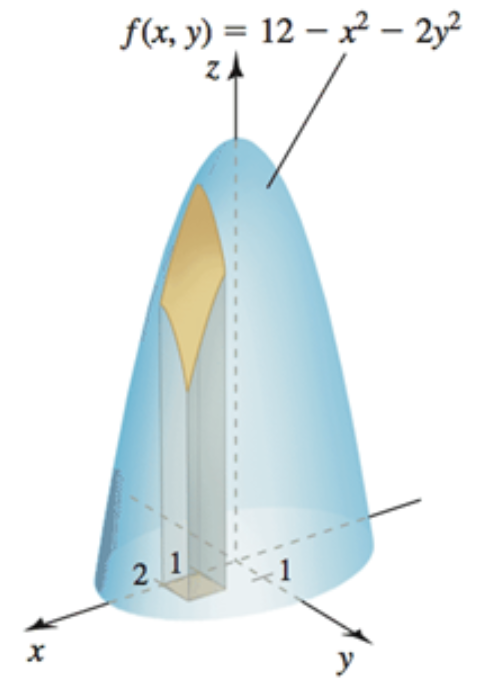 f(x, y) = 12 − x² − 2y²
z
2 1 1
x
y